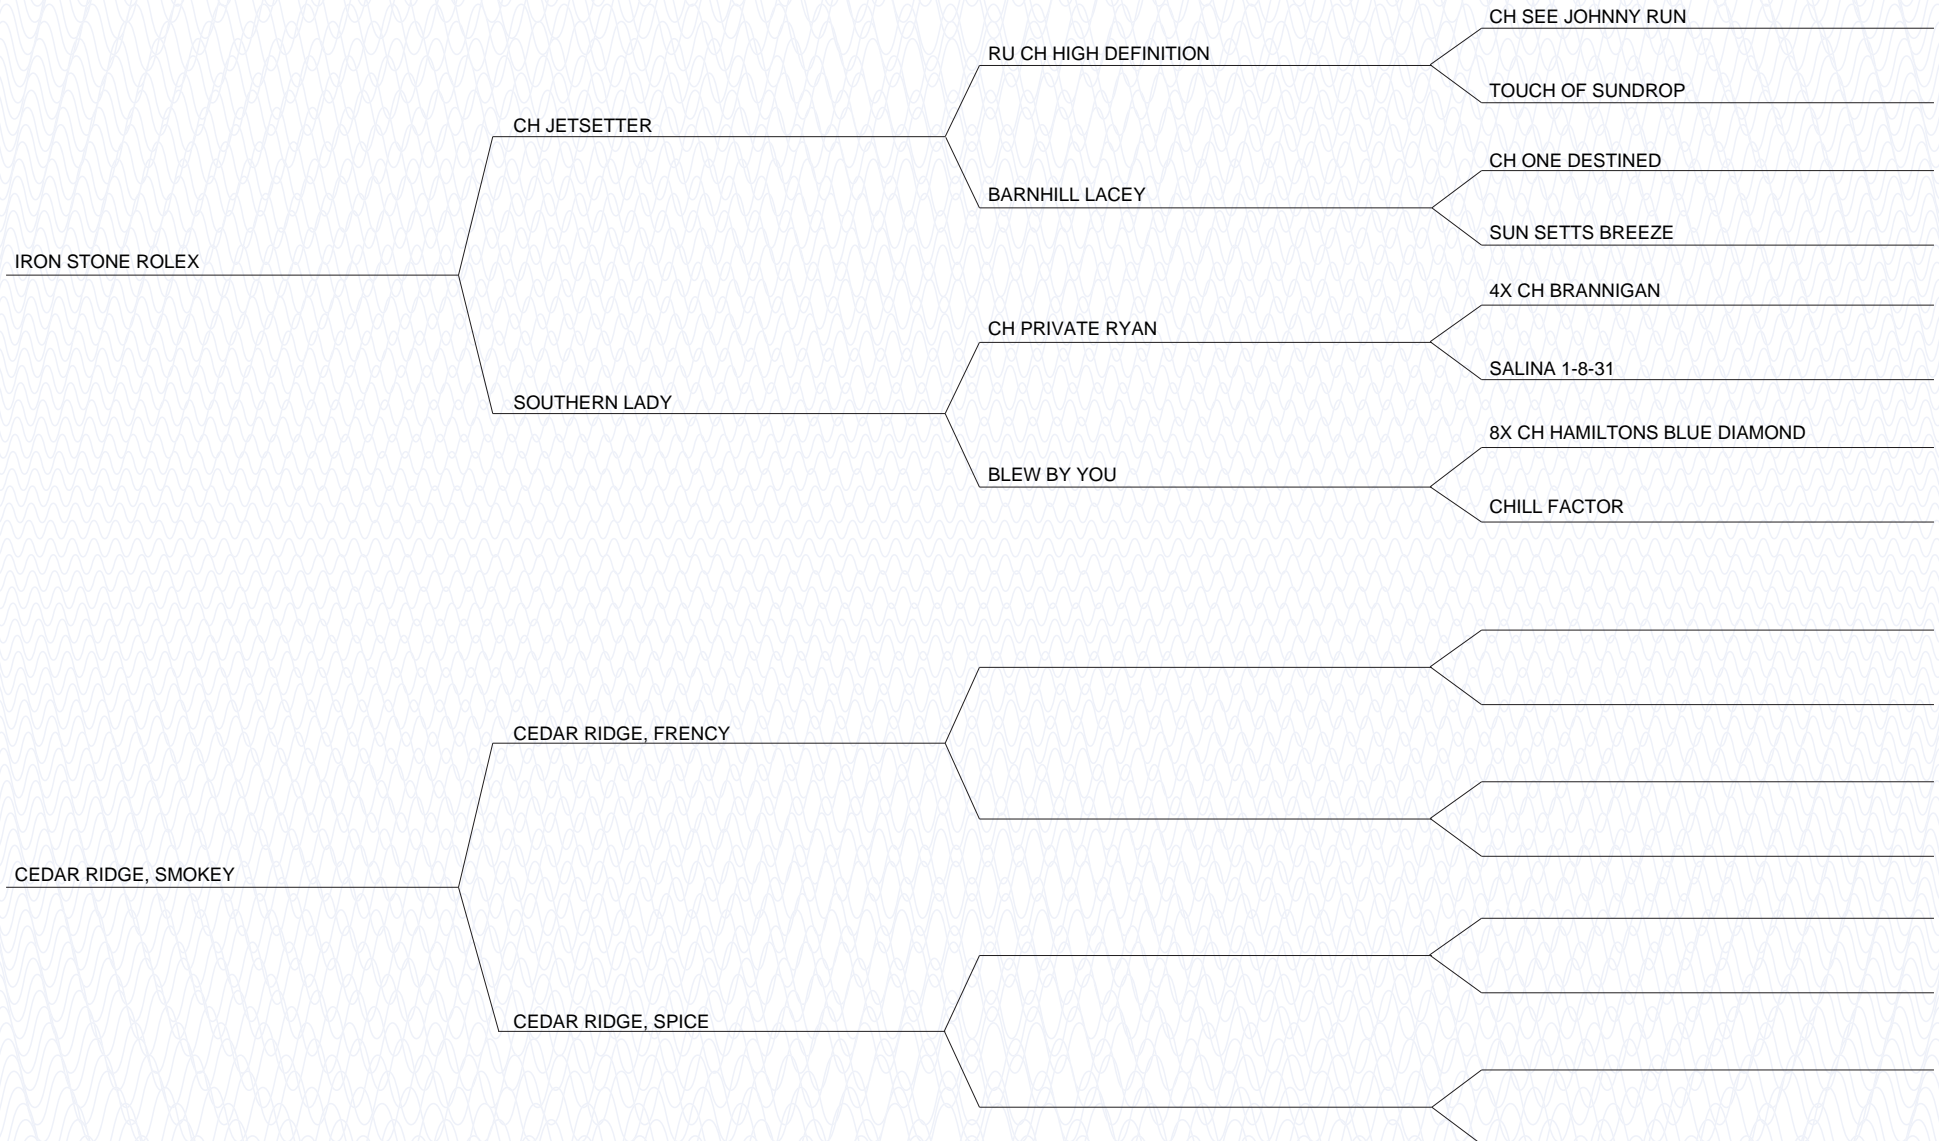 CH SEE JOHNNY RUN
RU CH HIGH DEFINITION
TOUCH OF SUNDROP
CH JETSETTER
CH ONE DESTINED
BARNHILL LACEY
SUN SETTS BREEZE
IRON STONE ROLEX
4X CH BRANNIGAN
CH PRIVATE RYAN
SALINA 1-8-31
SOUTHERN LADY
8X CH HAMILTONS BLUE DIAMOND
BLEW BY YOU
CHILL FACTOR
CEDAR RIDGE, FRENCY
CEDAR RIDGE, SMOKEY
CEDAR RIDGE, SPICE